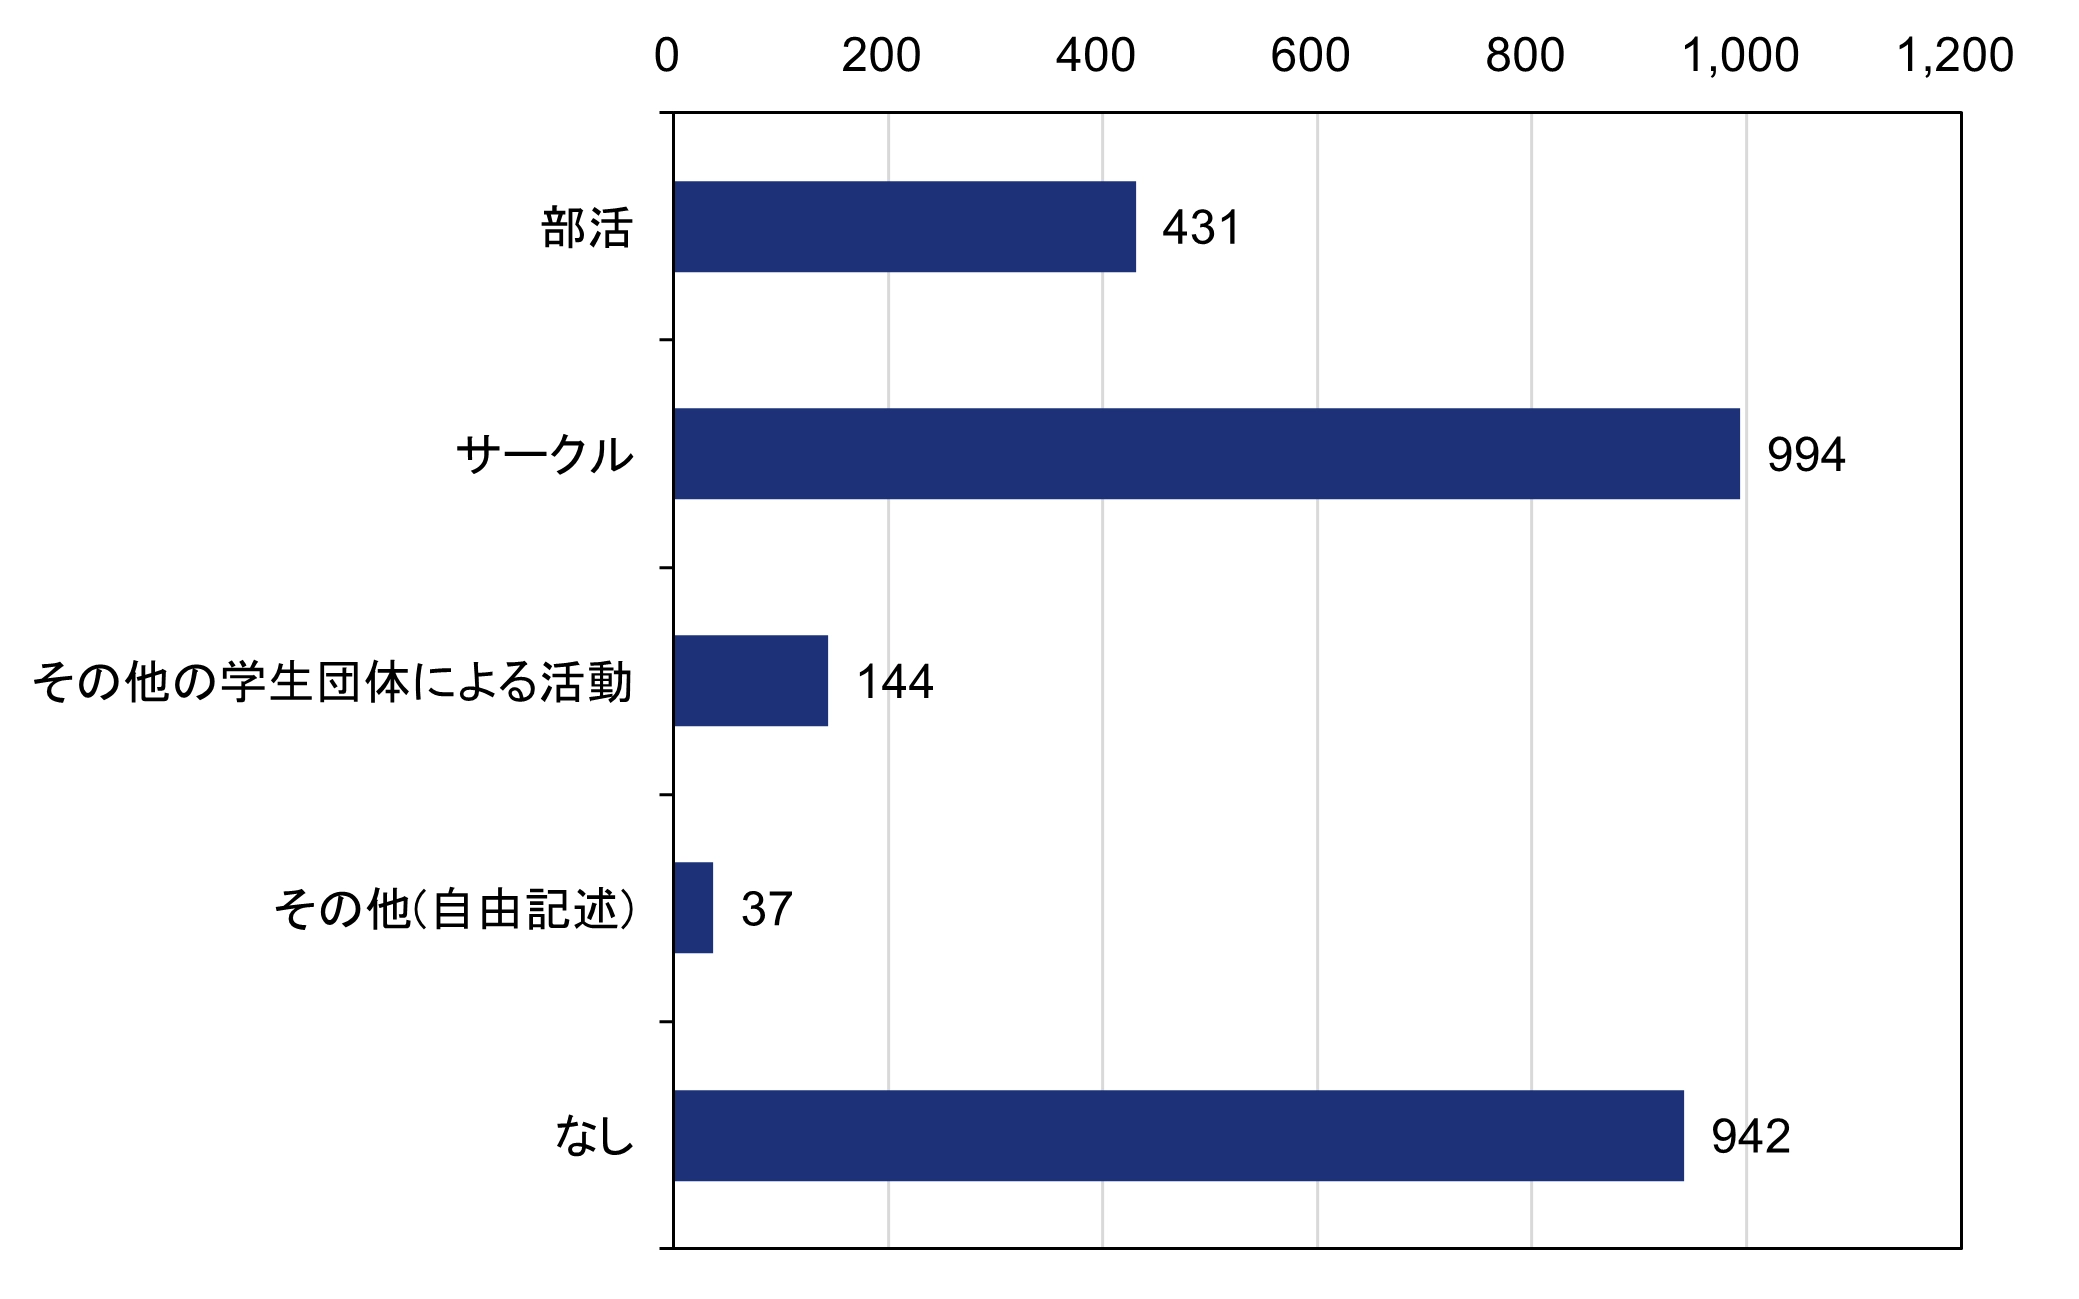 0 200 400 600 800 1,000 1,200
部活 431
サークル 994
その他の学生団体による活動 144
その他(自由記述) 37
なし 942